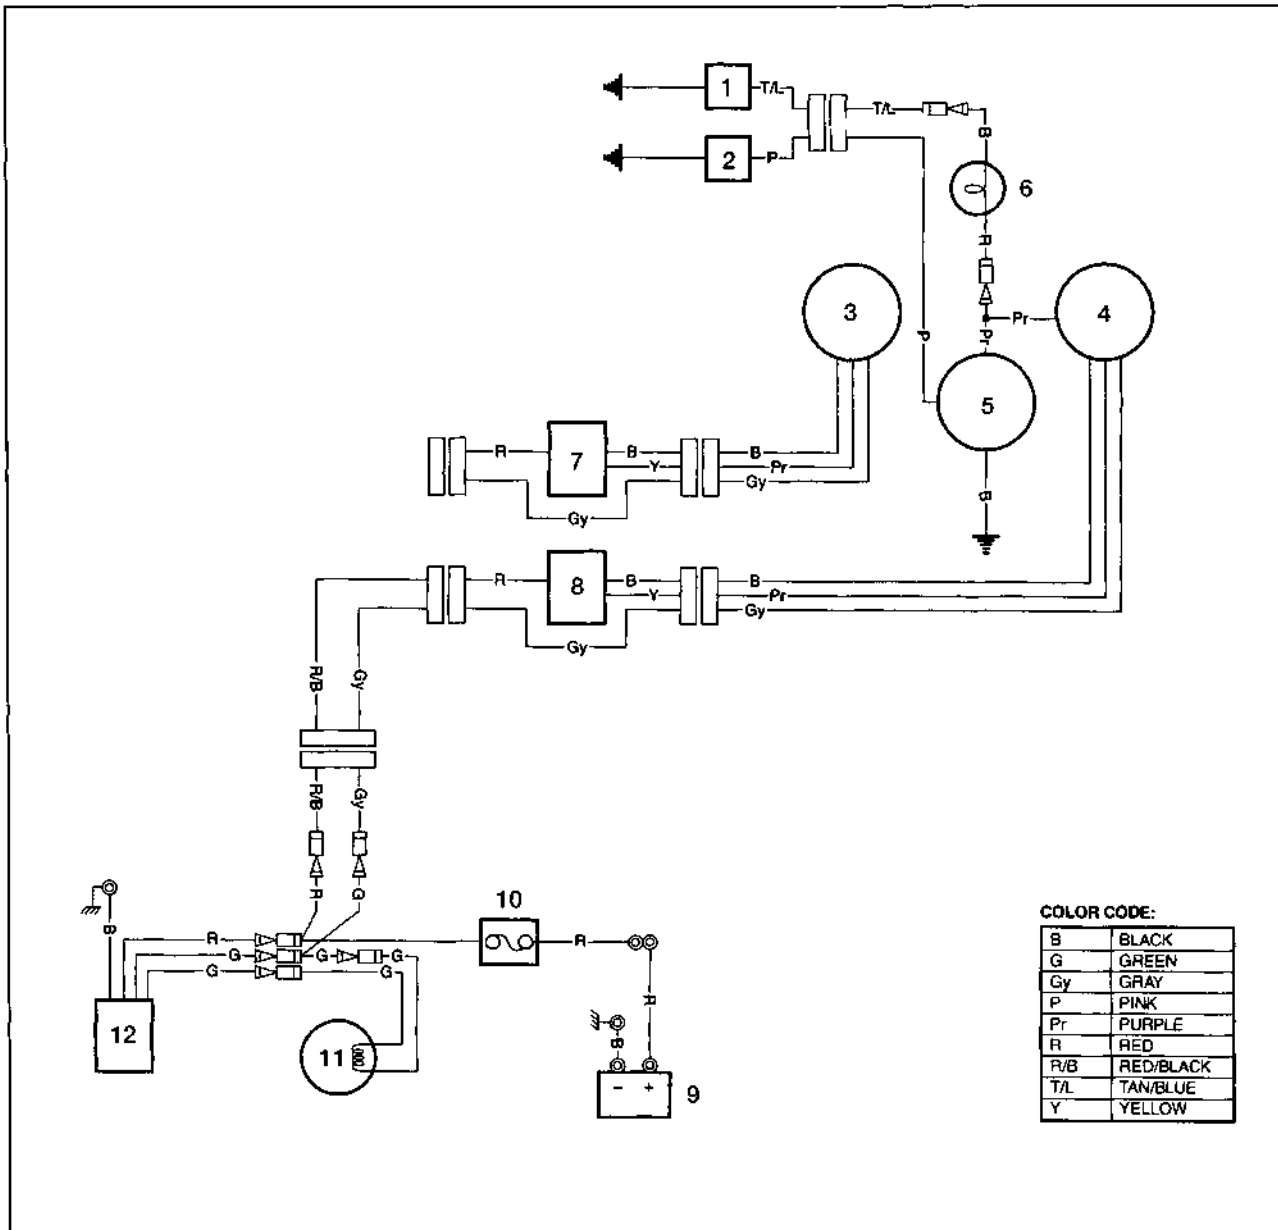 1 T/L T/L
B
2 P
6
R
3 4
Pr
P Pr
5
R 7 B B
Y Pr
Gy
Gy
B
R 8 B B
Y Pr
Gy
Gy
R/B Gy
R/B Gy
R G
10
B
R R
G G
G G
R
12 11 B
- + 9
COLOR CODE:
B BLACK
G GREEN
Gy GRAY
P PINK
Pr PURPLE
R RED
R/B RED/BLACK
T/L TAN/BLUE
Y YELLOW